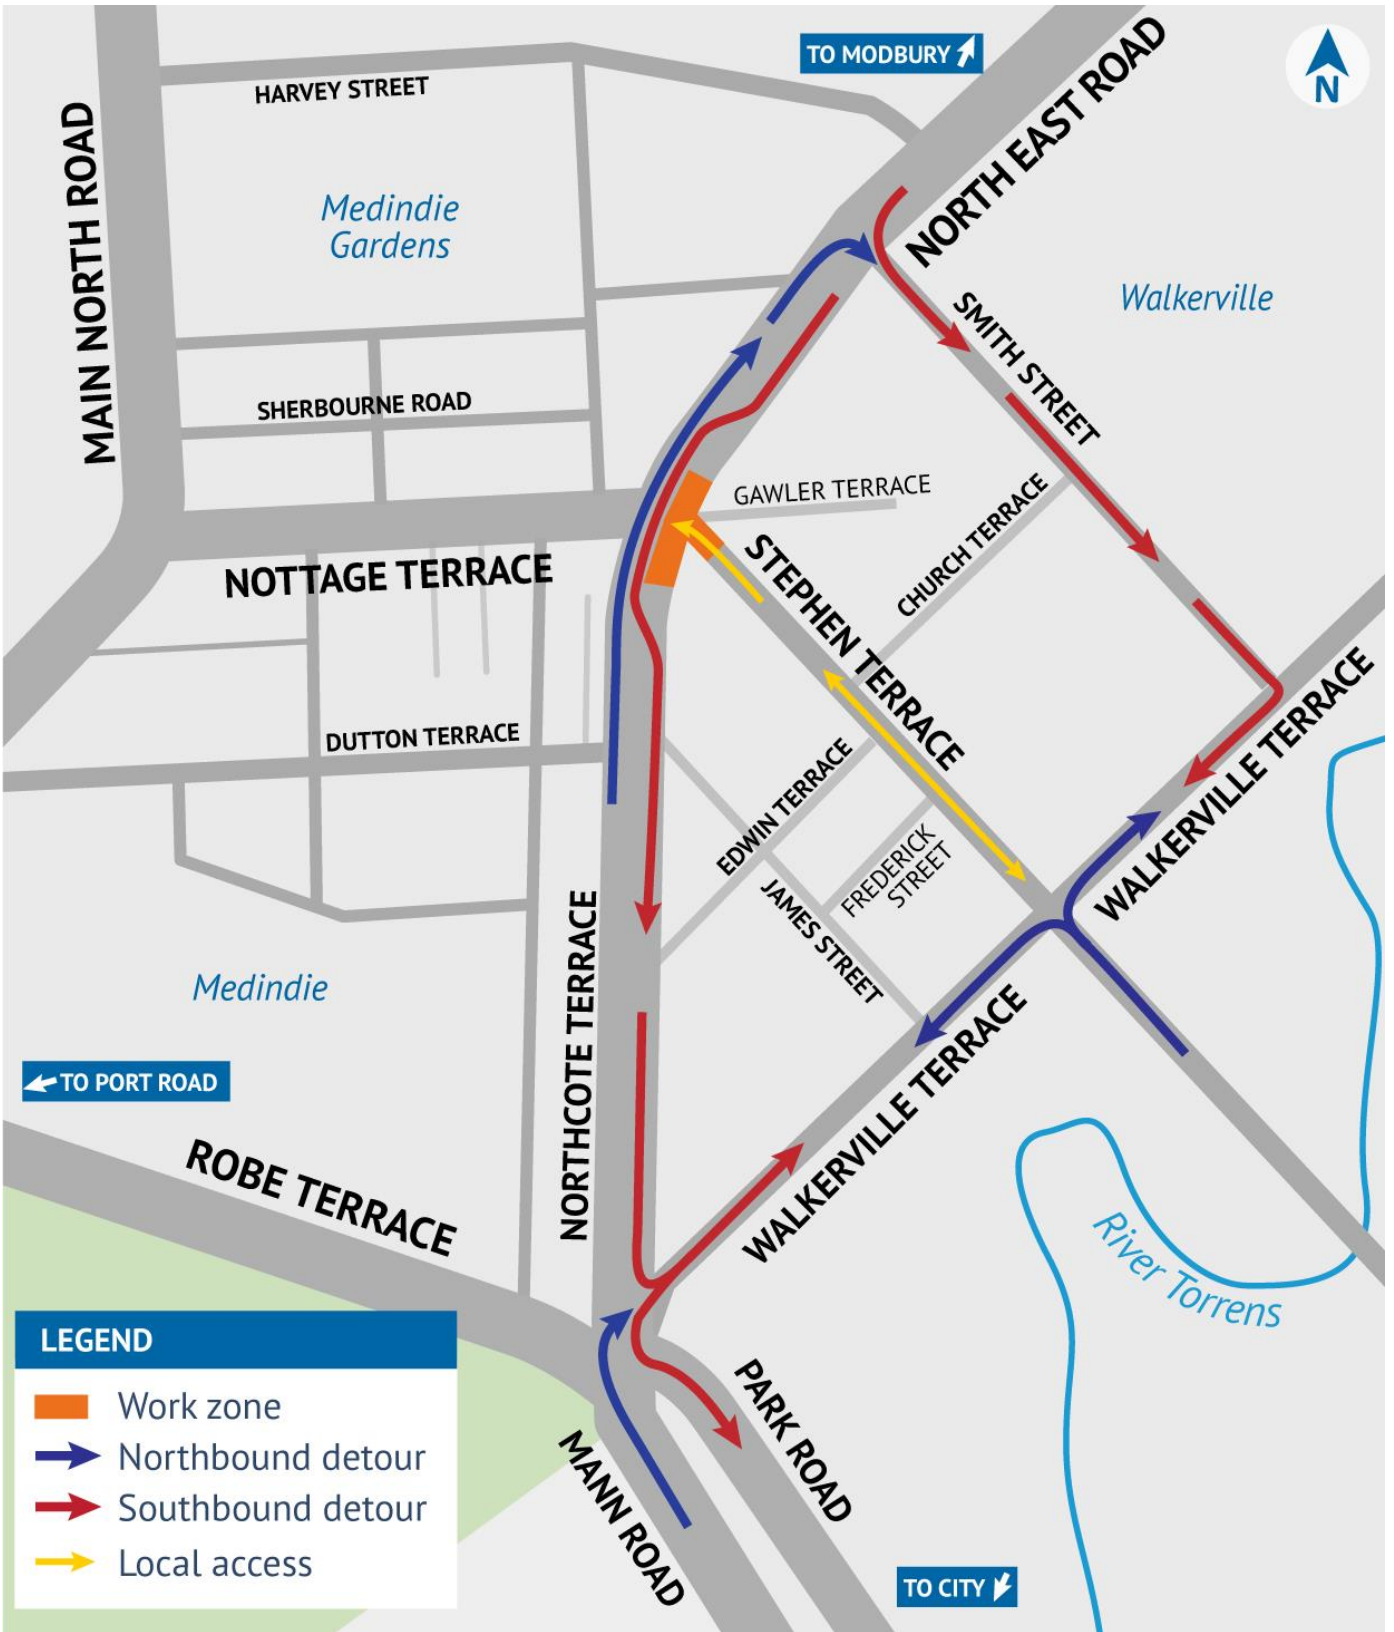 TO MODBURY
N
HARVEY STREET
NORTH EAST ROAD
MAIN NORTH ROAD
Medindie
Gardens
Walkerville
SMITH STREET
SHERBOURNE ROAD
GAWLER TERRACE
CHURCH TERRACE
NOTTAGE TERRACE
STEPHEN TERRACE
WALKERVILLE TERRACE
DUTTON TERRACE
EDWIN TERRACE
FREDERICK
STREET
JAMES STREET
NORTHCOTE TERRACE
Medindie
WALKERVILLE TERRACE
TO PORT ROAD
ROBE TERRACE
River Torrens
PARK ROAD
MANN ROAD
TO CITY
LEGEND
Work zone
Northbound detour
Southbound detour
Local access